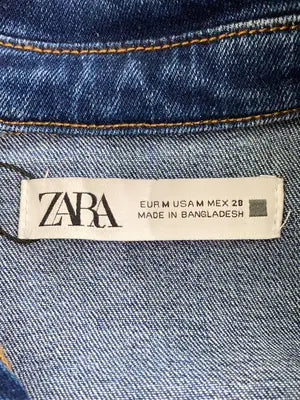 ZARA
EUR M USA M MEX 28
MADE IN BANGLADESH